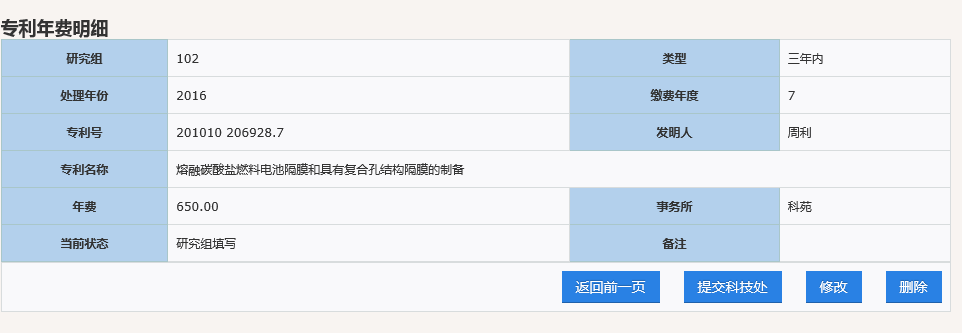 专利年费明细
研究组 102 类型 三年内
处理年份 2016 缴费年度 7
专利号 201010 206928.7 发明人 周利
专利名称 熔融碳酸盐燃料电池隔膜和具有复合孔结构隔膜的制备
年费 650.00 事务所 科苑
当前状态 研究组填写 备注
返回前一页 提交科技处 修改 删除